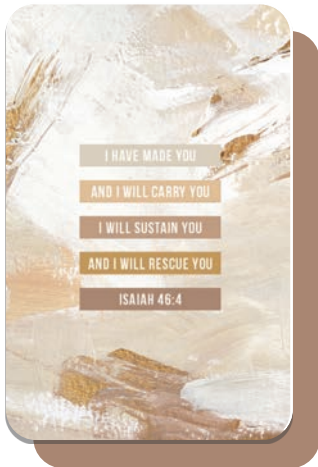 I HAVE MADE YOU
AND I WILL CARRY YOU
I WILL SUSTAIN YOU
AND I WILL RESCUE YOU
ISAIAH 46:4